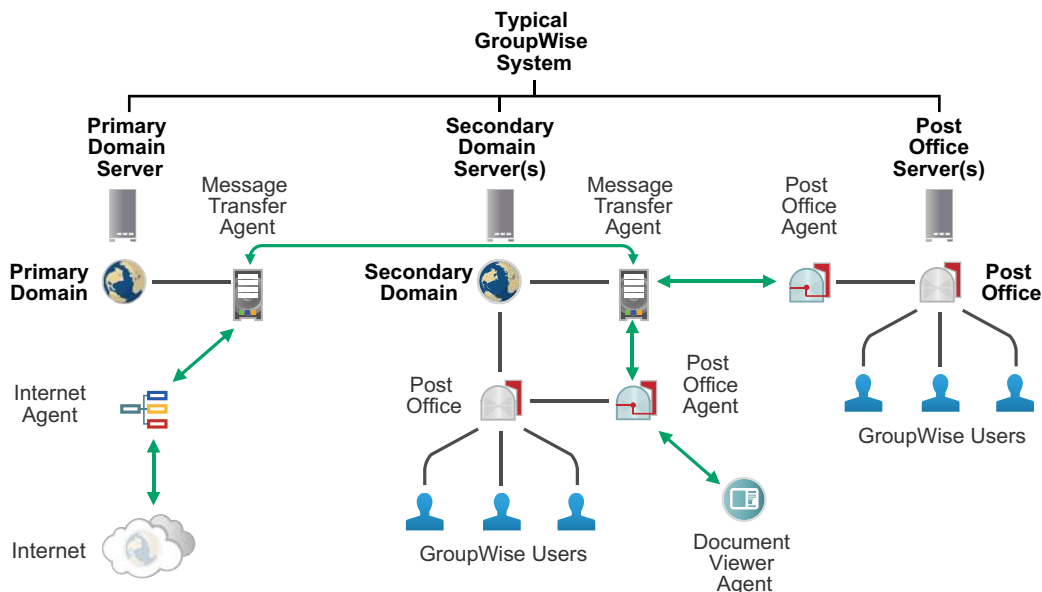 Typical
GroupWise
System
Primary
Domain
Server
Secondary
Domain
Server(s)
Post
Office
Server(s)
Message
Transfer
Agent
Message
Transfer
Agent
Post
Office
Agent
Primary
Domain
Secondary
Domain
Post
Office
Internet
Agent
Post
Office
Post
Office
Agent
GroupWise Users
Internet
GroupWise Users
Document
Viewer
Agent